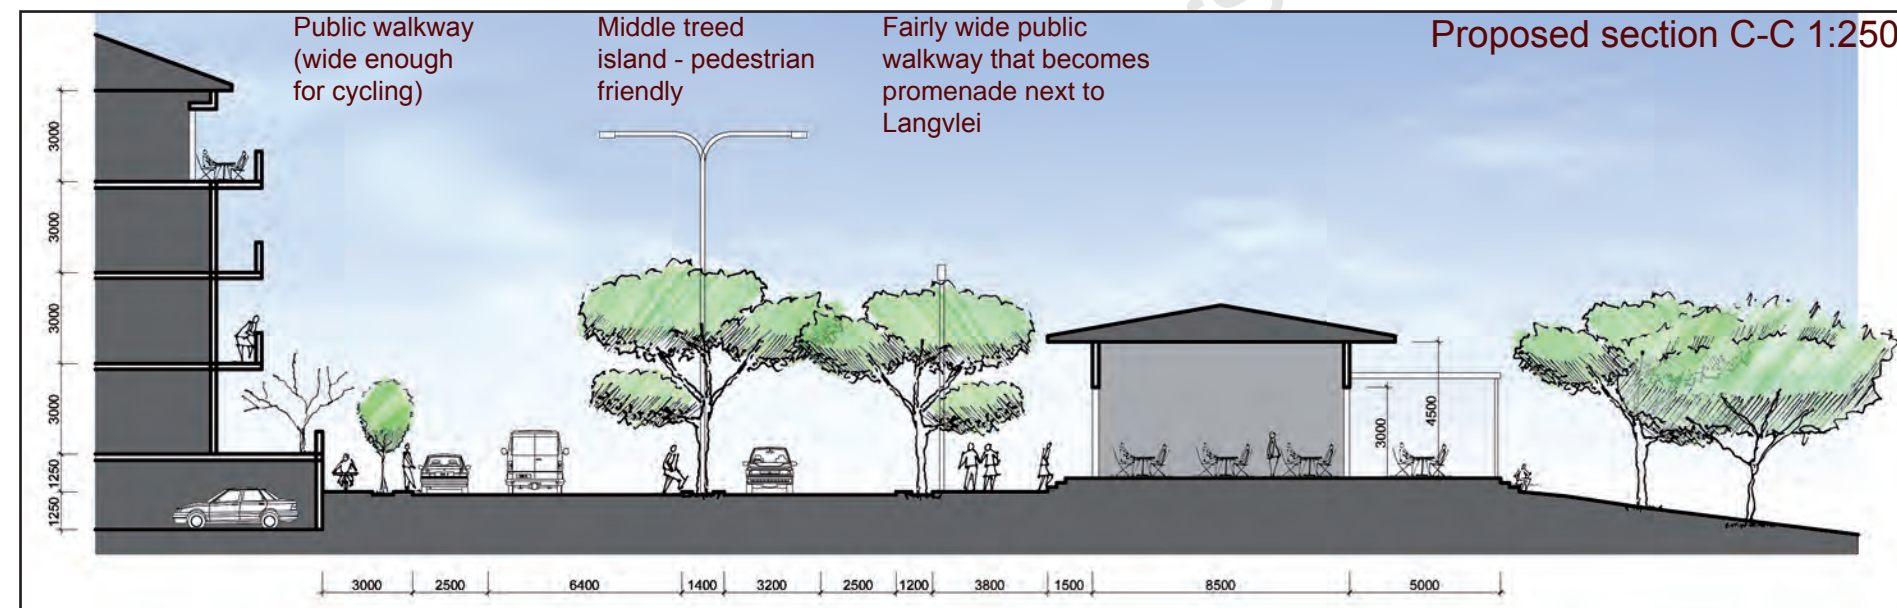 Public walkway
(wide enough
for cycling)
Middle treed
island - pedestrian
friendly
Fairly wide public
walkway that becomes
promenade next to
Langvlei
Proposed section C-C 1:250
3000
3000
3000
3000
1250
1250
3000
4500
3000
2500
6400
1400
3200
2500
1200
3800
1500
8500
5000